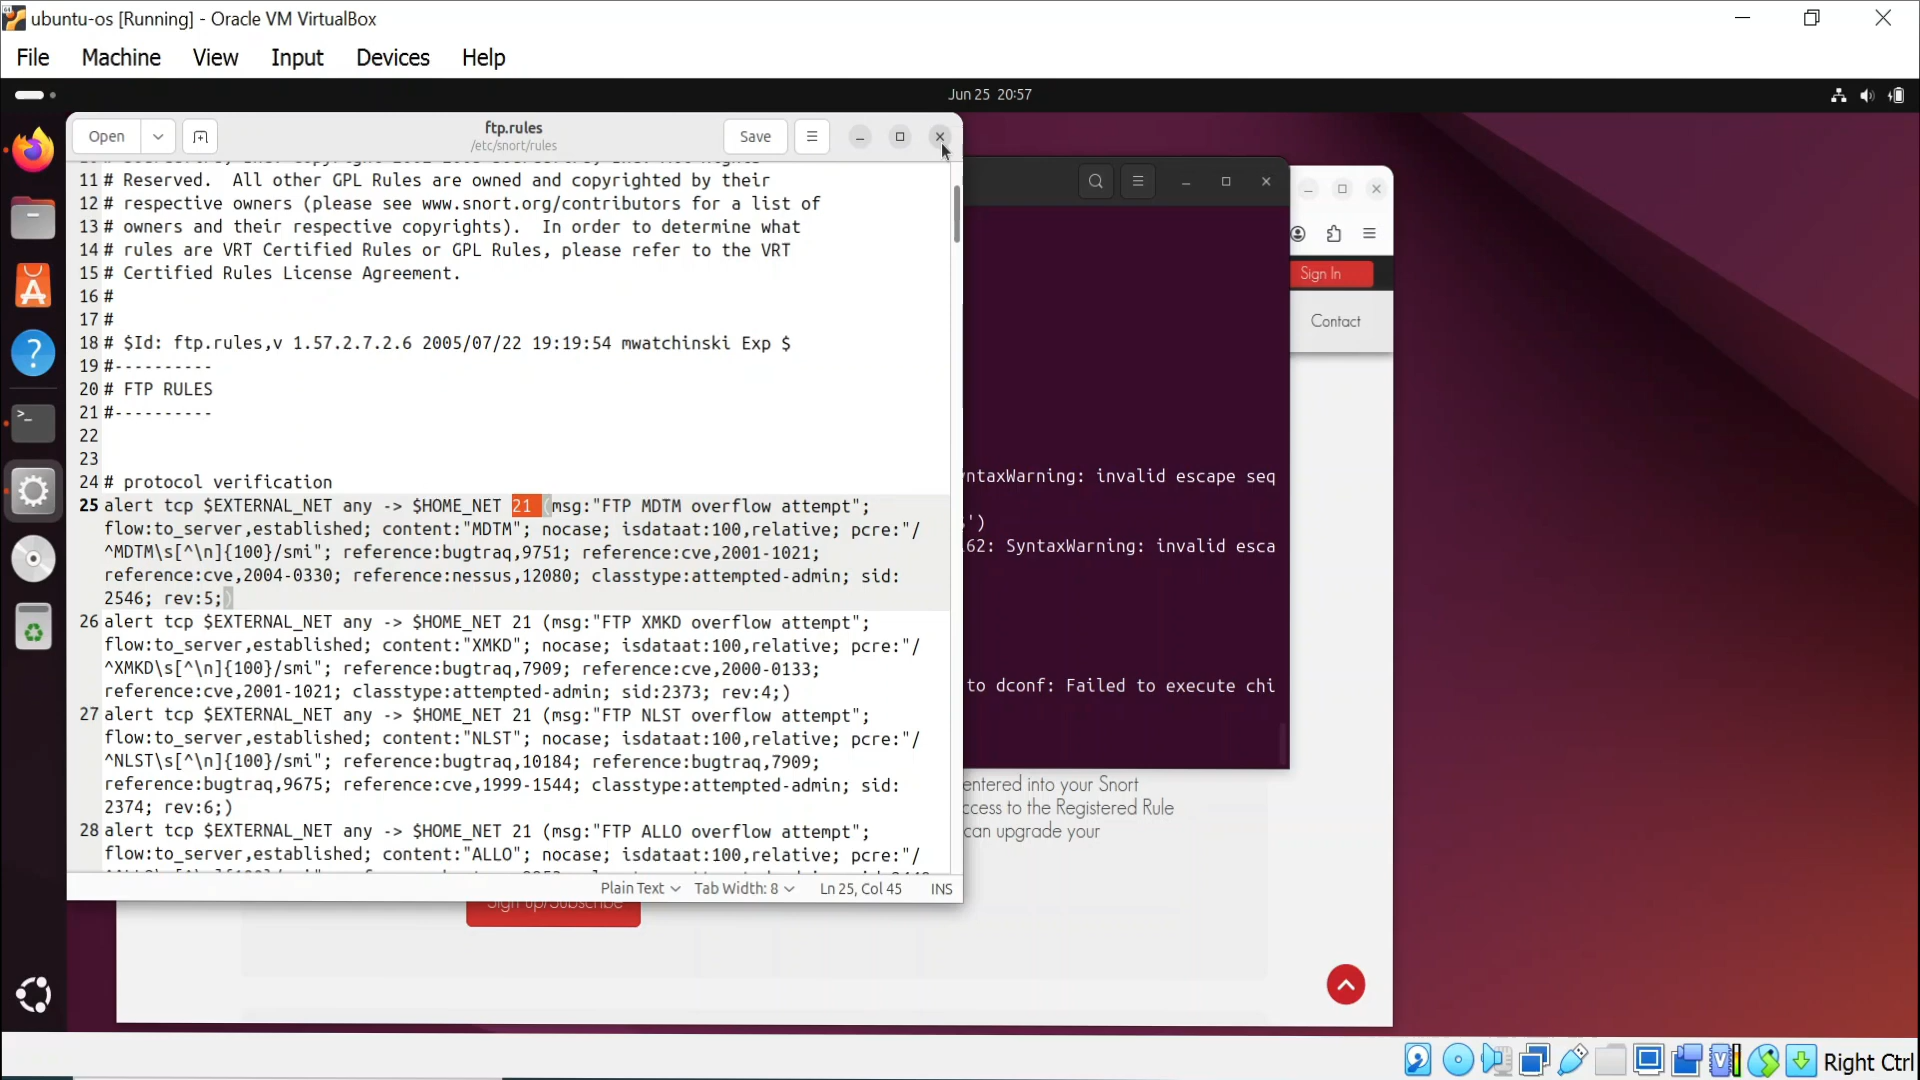 ubuntu-os [Running] - Oracle VM VirtualBox
File Machine View Input Devices Help
Jun 25 20:57
Open
ftp.rules
/etc/snort/rules
Save
11 # Reserved.  All other GPL Rules are owned and copyrighted by their
12 # respective owners (please see www.snort.org/contributors for a list of
13 # owners and their respective copyrights).  In order to determine what
14 # rules are VRT Certified Rules or GPL Rules, please refer to the VRT
15 # Certified Rules License Agreement.
16 #
17 #
18 # $Id: ftp.rules,v 1.57.2.7.2.6 2005/07/22 19:19:54 mwatchinski Exp $
19 #----------
20 # FTP RULES
21 #----------
22
23
24 # protocol verification
25 alert tcp $EXTERNAL_NET any -> $HOME_NET 21 (msg:"FTP MDTM overflow attempt";
flow:to_server,established; content:"MDTM"; nocase; isdataat:100,relative; pcre:"/
^MDTM\s[^\n]{100}/smi"; reference:bugtraq,9751; reference:cve,2001-1021;
reference:cve,2004-0330; reference:nessus,12080; classtype:attempted-admin; sid:
2546; rev:5;)
26 alert tcp $EXTERNAL_NET any -> $HOME_NET 21 (msg:"FTP XMKD overflow attempt";
flow:to_server,established; content:"XMKD"; nocase; isdataat:100,relative; pcre:"/
^XMKD\s[^\n]{100}/smi"; reference:bugtraq,7909; reference:cve,2000-0133;
reference:cve,2001-1021; classtype:attempted-admin; sid:2373; rev:4;)
27 alert tcp $EXTERNAL_NET any -> $HOME_NET 21 (msg:"FTP NLST overflow attempt";
flow:to_server,established; content:"NLST"; nocase; isdataat:100,relative; pcre:"/
^NLST\s[^\n]{100}/smi"; reference:bugtraq,10184; reference:bugtraq,7909;
reference:bugtraq,9675; reference:cve,1999-1544; classtype:attempted-admin; sid:
2374; rev:6;)
28 alert tcp $EXTERNAL_NET any -> $HOME_NET 21 (msg:"FTP ALLO overflow attempt";
flow:to_server,established; content:"ALLO"; nocase; isdataat:100,relative; pcre:"/
Plain Text Tab Width: 8 Ln 25, Col 45 INS
Sign In
Contact
ntaxWarning: invalid escape seq
')
62: SyntaxWarning: invalid esca
to dconf: Failed to execute chi
entered into your Snort
ccess to the Registered Rule
can upgrade your
Sign up/Subscribe
Right Ctrl